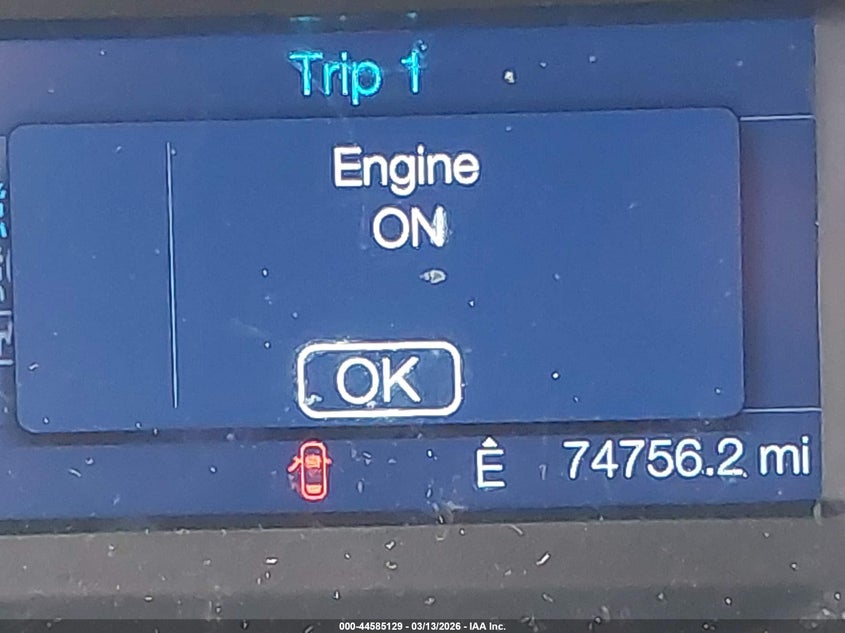 Trip 1
Engine
ON
OK
Ê 74756.2 mi
000-44585129 - 03/13/2026 - IAA Inc.